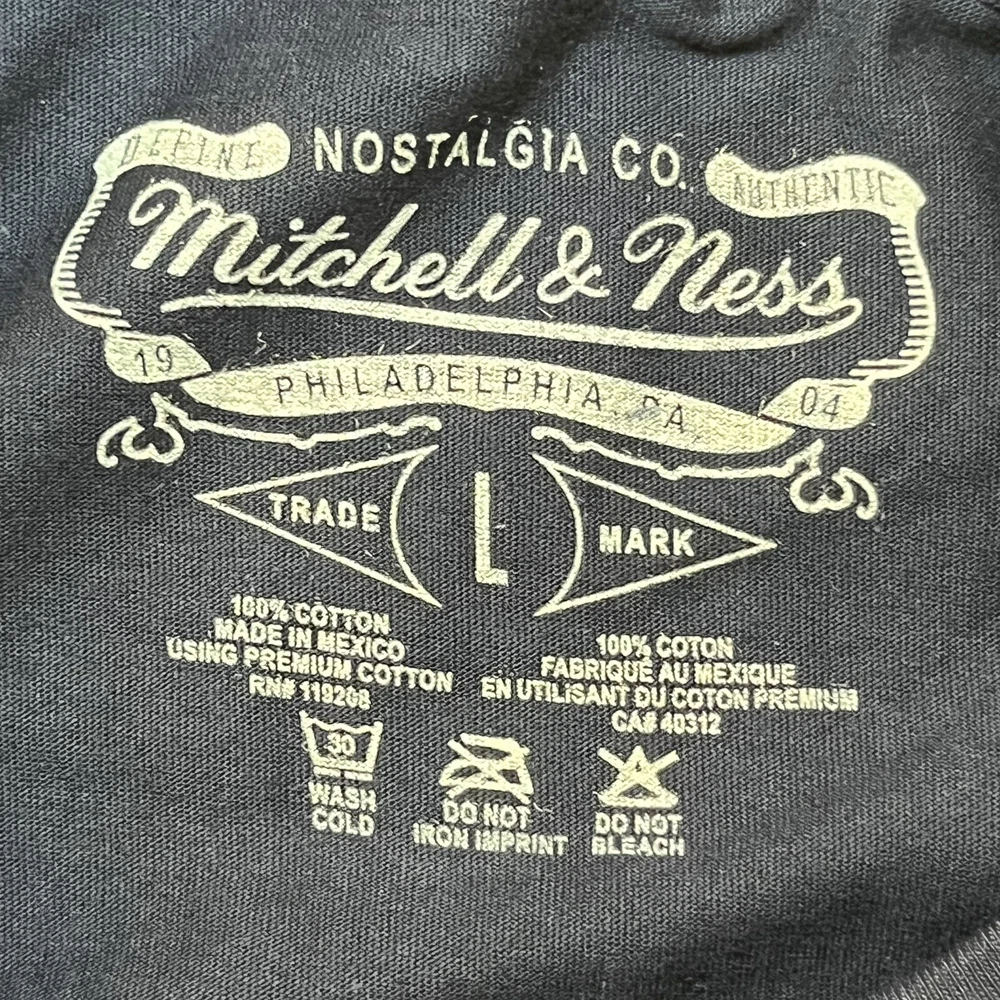 DEFINE NOSTALGIA CO. AUTHENTIC
Mitchell & Ness
19 PHILADELPHIA, PA 04
TRADE L MARK
100% COTTON
MADE IN MEXICO
USING PREMIUM COTTON
RN# 119208
100% COTON
FABRIQUÉ AU MEXIQUE
EN UTILISANT DU COTON PREMIUM
CA# 40312
30
WASH
COLD
DO NOT
IRON IMPRINT
DO NOT
BLEACH